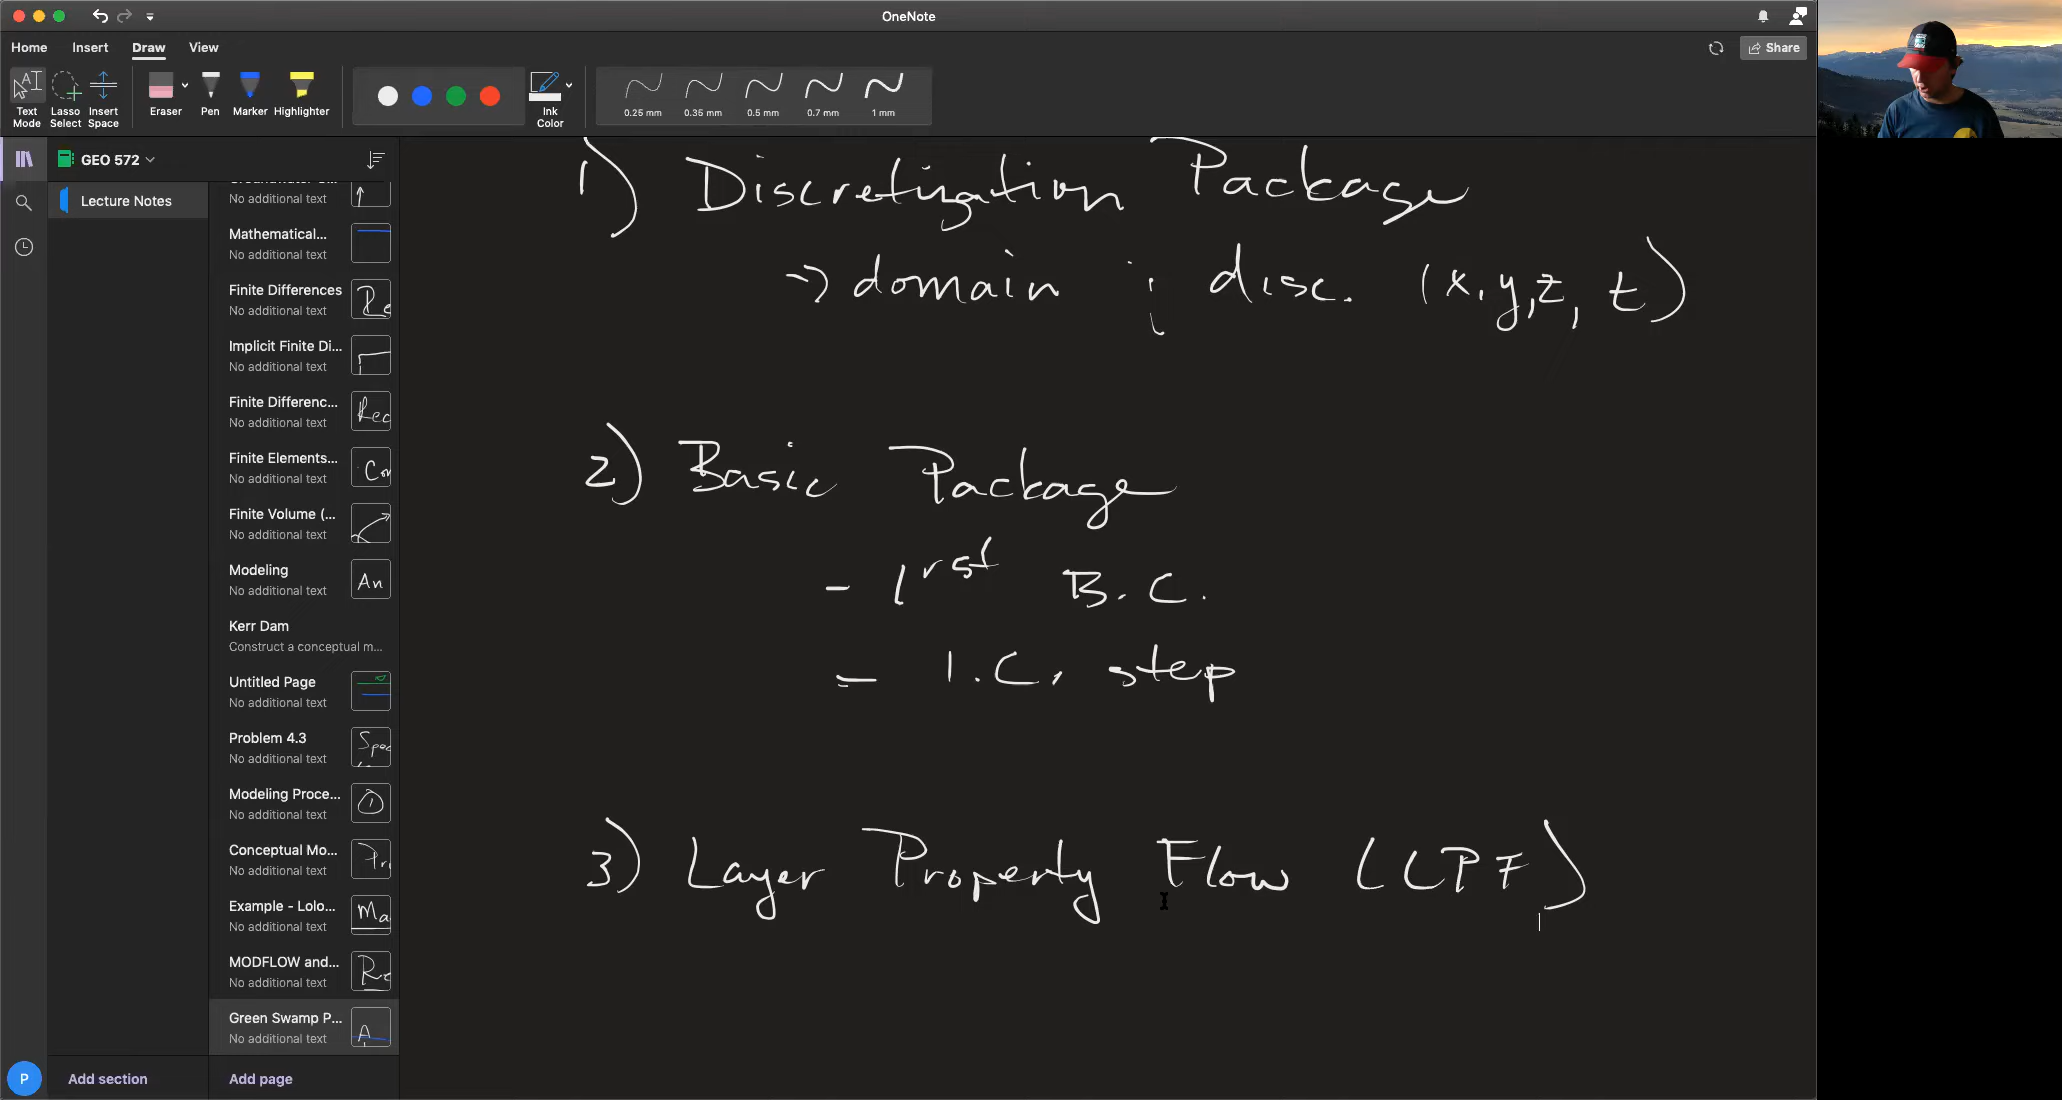 OneNote
Home Insert Draw View
Share
Text Mode
Lasso Select
Insert Space
Eraser
Pen
Marker
Highlighter
Ink Color
0.25 mm
0.35 mm
0.5 mm
0.7 mm
1 mm
GEO 572
Lecture Notes
No additional text
Mathematical...
No additional text
Finite Differences
No additional text
Implicit Finite Di...
No additional text
Finite Differenc...
No additional text
Finite Elements...
No additional text
Finite Volume (...
No additional text
Modeling
No additional text
Kerr Dam
Construct a conceptual m...
Untitled Page
No additional text
Problem 4.3
No additional text
Modeling Proce...
No additional text
Conceptual Mo...
No additional text
Example - Lolo...
No additional text
MODFLOW and...
No additional text
Green Swamp P...
No additional text
P
Add section
Add page
1) Discretization Package
→ domain ; disc. (x, y, z, t)
2) Basic Package
- 1rst B.C.
- I.C. step
3) Layer Property Flow (LPF)